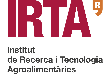 IRTA
Institut
de Recerca i Tecnologia
Agroalimentàries